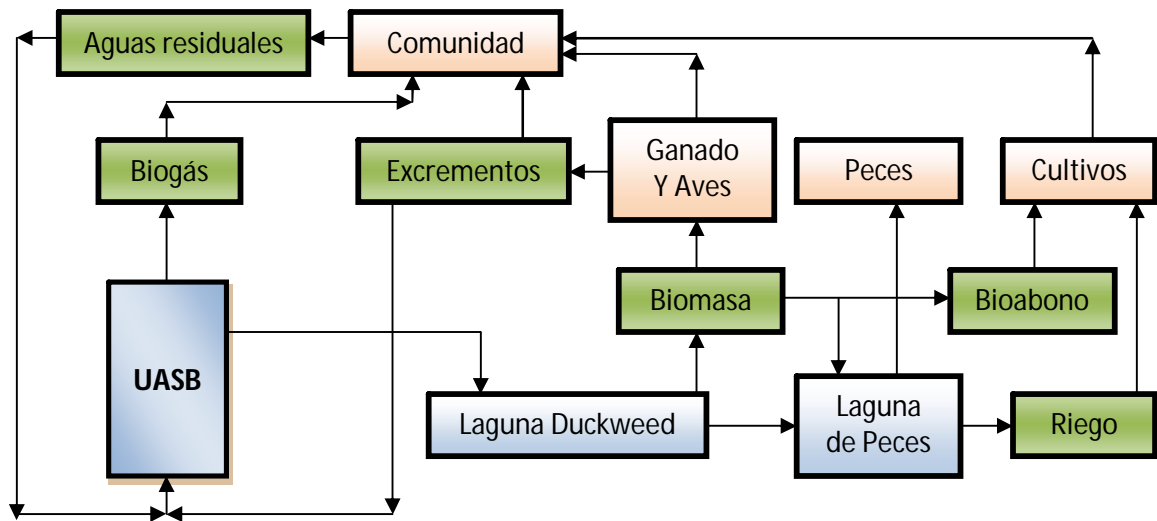 Aguas residuales
Comunidad
Biogás
Excrementos
Ganado
Y Aves
Peces
Cultivos
Biomasa
Bioabono
UASB
Laguna Duckweed
Laguna
de Peces
Riego